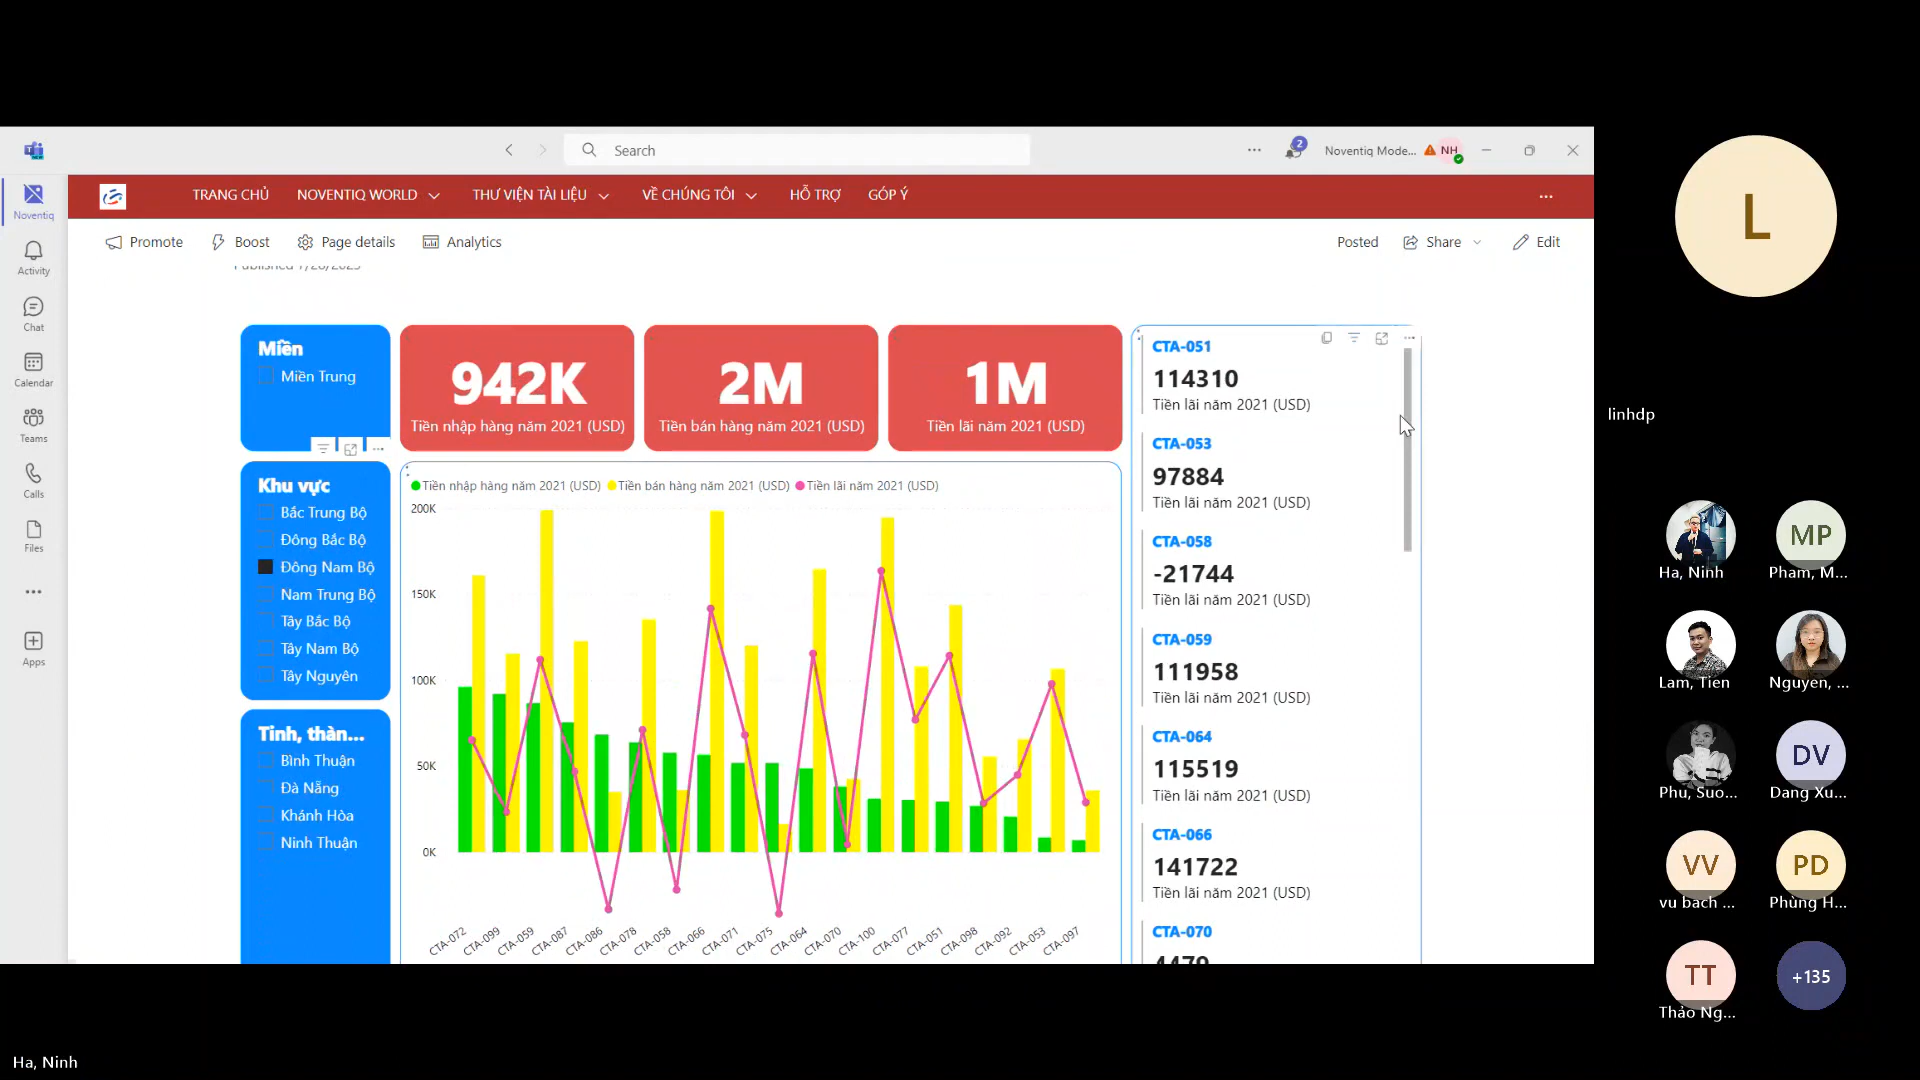 Search
2
Noventiq Mode...
NH
TRANG CHỦ
NOVENTIQ WORLD
THƯ VIỆN TÀI LIỆU
VỀ CHÚNG TÔI
HỖ TRỢ
GÓP Ý
Noventiq
Activity
Chat
Calendar
Teams
Calls
Files
Apps
Promote
Boost
Page details
Analytics
Posted
Share
Edit
Miền
Miền Trung
Khu vực
Bắc Trung Bộ
Đông Bắc Bộ
Đông Nam Bộ
Nam Trung Bộ
Tây Bắc Bộ
Tây Nam Bộ
Tây Nguyên
Tỉnh, thàn...
Bình Thuận
Đà Nẵng
Khánh Hòa
Ninh Thuận
942K
Tiền nhập hàng năm 2021 (USD)
2M
Tiền bán hàng năm 2021 (USD)
1M
Tiền lãi năm 2021 (USD)
Tiền nhập hàng năm 2021 (USD)
Tiền bán hàng năm 2021 (USD)
Tiền lãi năm 2021 (USD)
200K
150K
100K
50K
0K
CTA-072
CTA-099
CTA-059
CTA-087
CTA-086
CTA-078
CTA-058
CTA-066
CTA-071
CTA-075
CTA-064
CTA-070
CTA-100
CTA-077
CTA-051
CTA-098
CTA-092
CTA-053
CTA-097
CTA-051
114310
Tiền lãi năm 2021 (USD)
CTA-053
97884
Tiền lãi năm 2021 (USD)
CTA-058
-21744
Tiền lãi năm 2021 (USD)
CTA-059
111958
Tiền lãi năm 2021 (USD)
CTA-064
115519
Tiền lãi năm 2021 (USD)
CTA-066
141722
Tiền lãi năm 2021 (USD)
CTA-070
4479
L
linhdp
Ha, Ninh
MP
Pham, M...
Lam, Tien
Nguyen, ...
Phu, Suo...
DV
Dang Xu...
VV
vu bach ...
PD
Phùng H...
TT
Thảo Ng...
+135
Ha, Ninh